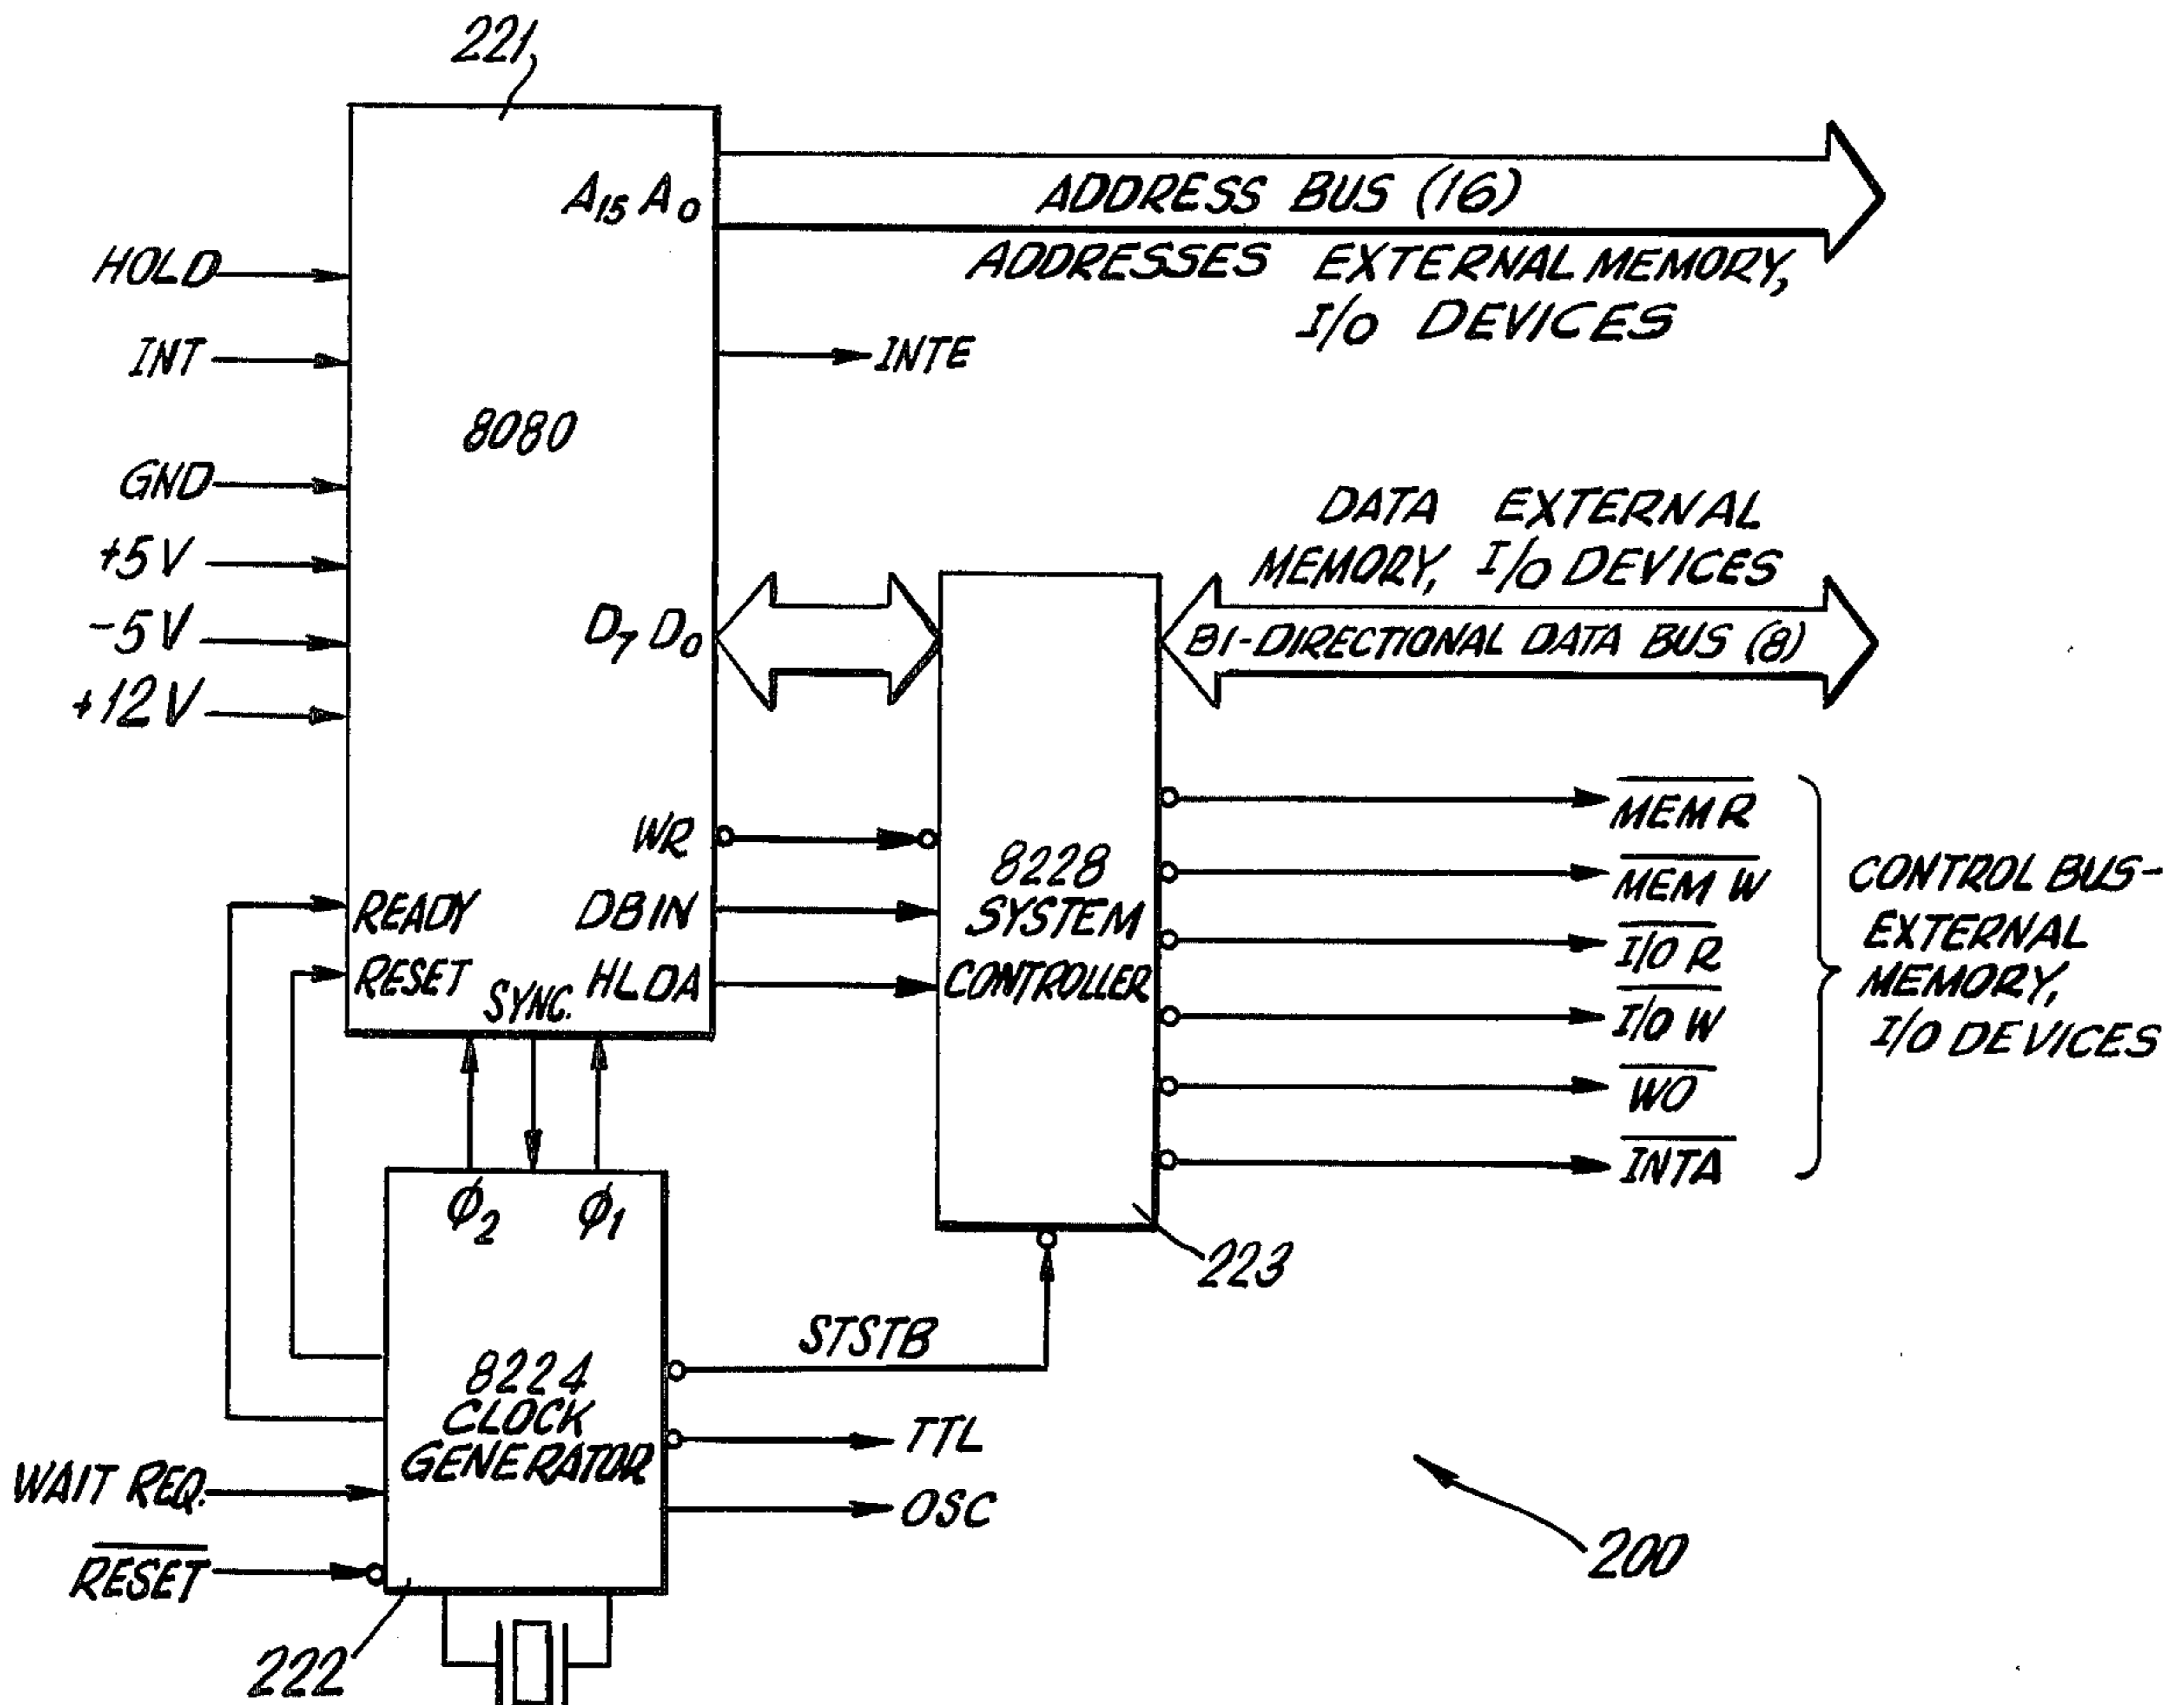 221
A15 A0
ADDRESS BUS (16)
ADDRESSES EXTERNAL MEMORY,
I/O DEVICES
HOLD
INT
INTE
8080
GND
+5V
-5V
+12V
D7 D0
DATA EXTERNAL
MEMORY, I/O DEVICES
BI-DIRECTIONAL DATA BUS (8)
WR
READY
DBIN
RESET
SYNC.
HLDA
8228
SYSTEM
CONTROLLER
MEM R
MEM W
I/O R
I/O W
WO
INTA
CONTROL BUS-
EXTERNAL
MEMORY,
I/O DEVICES
ϕ2
ϕ1
223
STSTB
8224
CLOCK
GENERATOR
TTL
OSC
WAIT REQ.
RESET
222
200